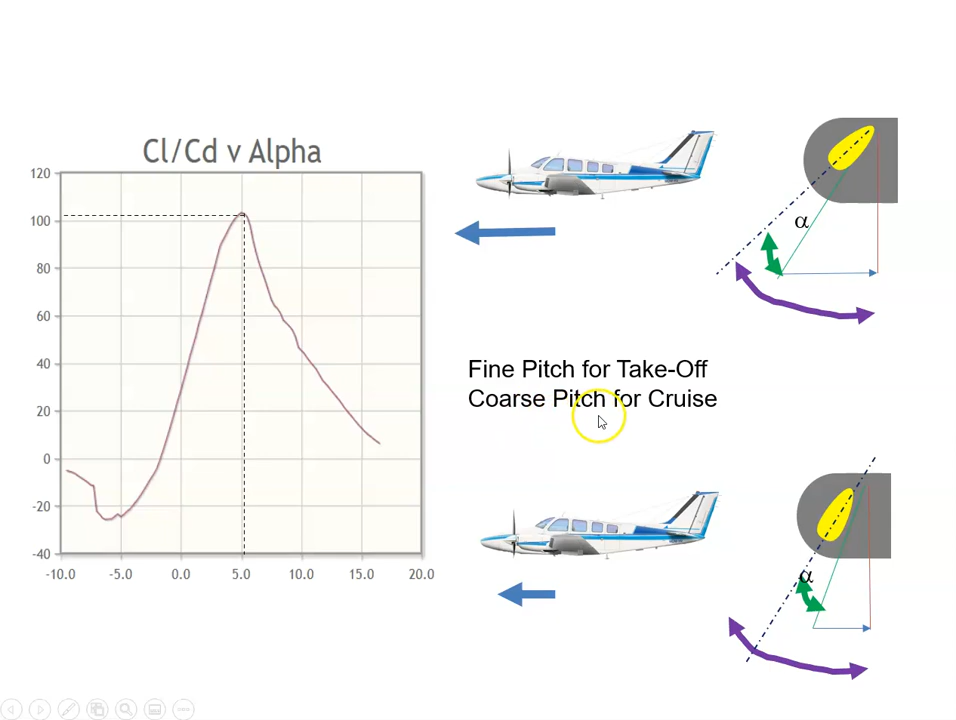 Cl/Cd v Alpha
120
100
80
60
40
20
0
-20
-40
-10.0 -5.0 0.0 5.0 10.0 15.0 20.0
α
Fine Pitch for Take-Off
Coarse Pitch for Cruise
α